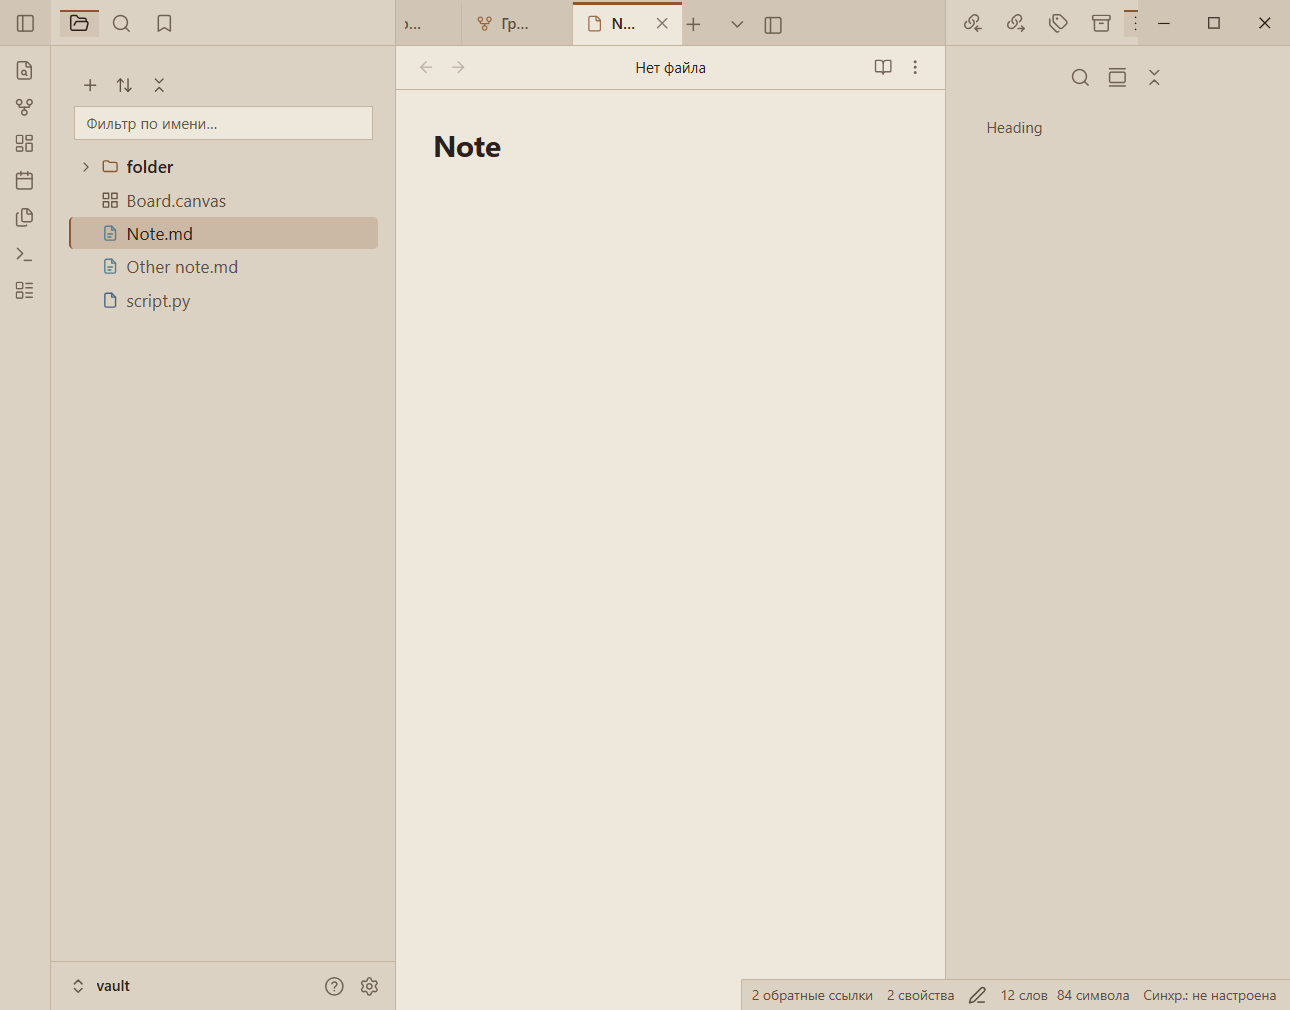 Гр...
N...
Нет файла
Фильтр по имени...
Note
Heading
folder
Board.canvas
Note.md
Other note.md
script.py
vault
2 обратные ссылки 2 свойства 12 слов 84 символа Синхр.: не настроена